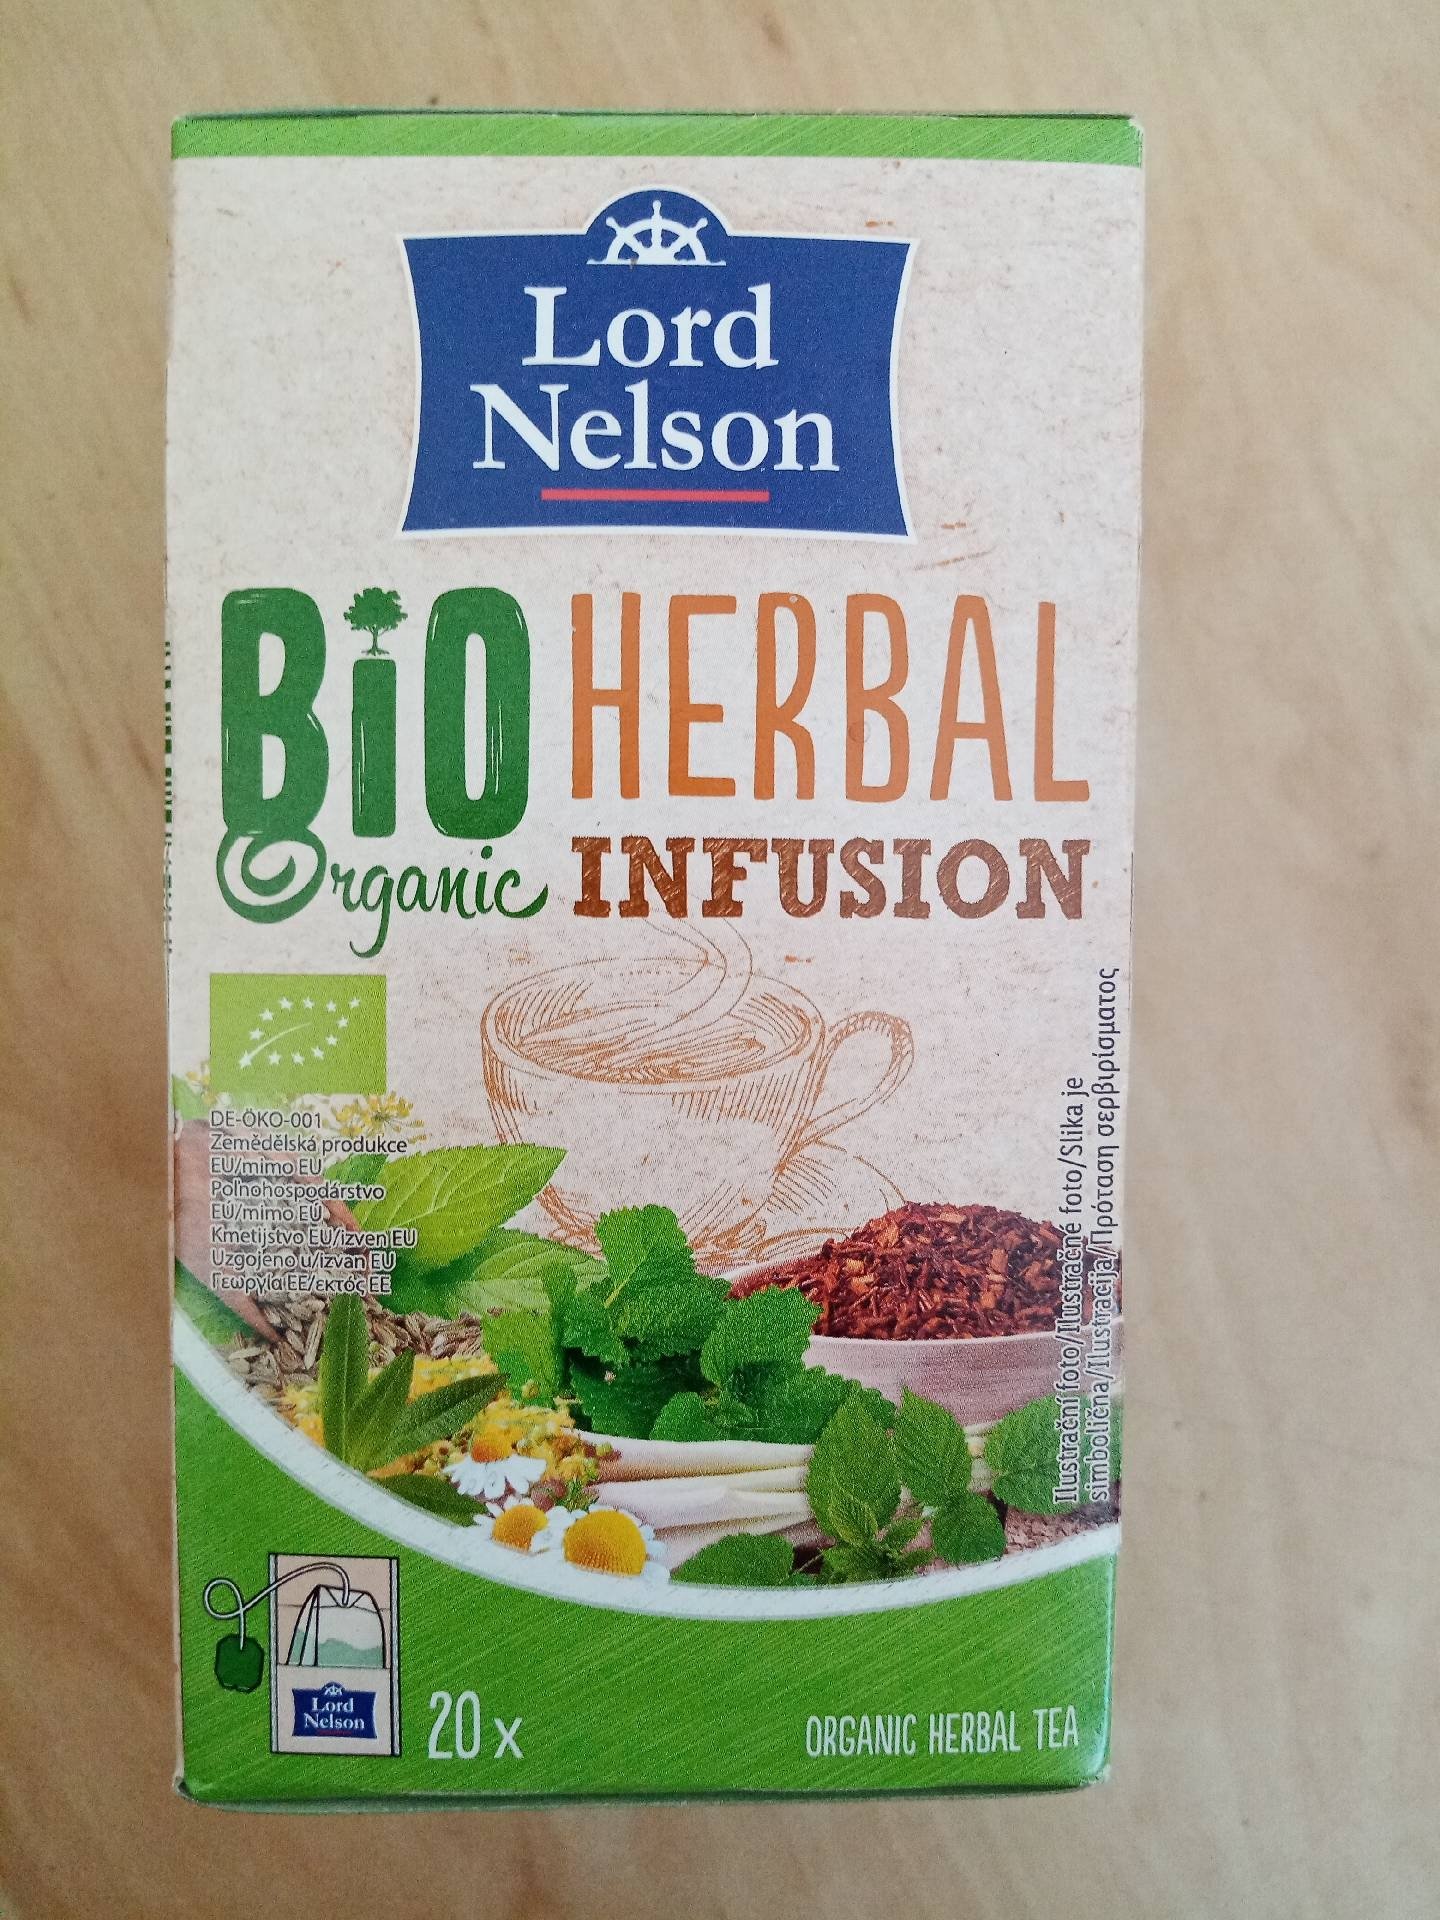 Lord
Nelson
BiO
Organic
HERBAL
INFUSION
DE-ÖKO-001
Zemědělská produkce
EU/mimo EU
Poľnohospodárstvo
EU/mimo EÚ
Kmetijstvo EU/izven EU
Uzgojeno u/izvan EU
Γεωργία ΕΕ/εκτός ΕΕ
Ilustrační foto/Ilustračné foto/Slika je
simbolična/Ilustracija/Πρόταση σερβιρίσματος
Lord
Nelson
20 x
ORGANIC HERBAL TEA